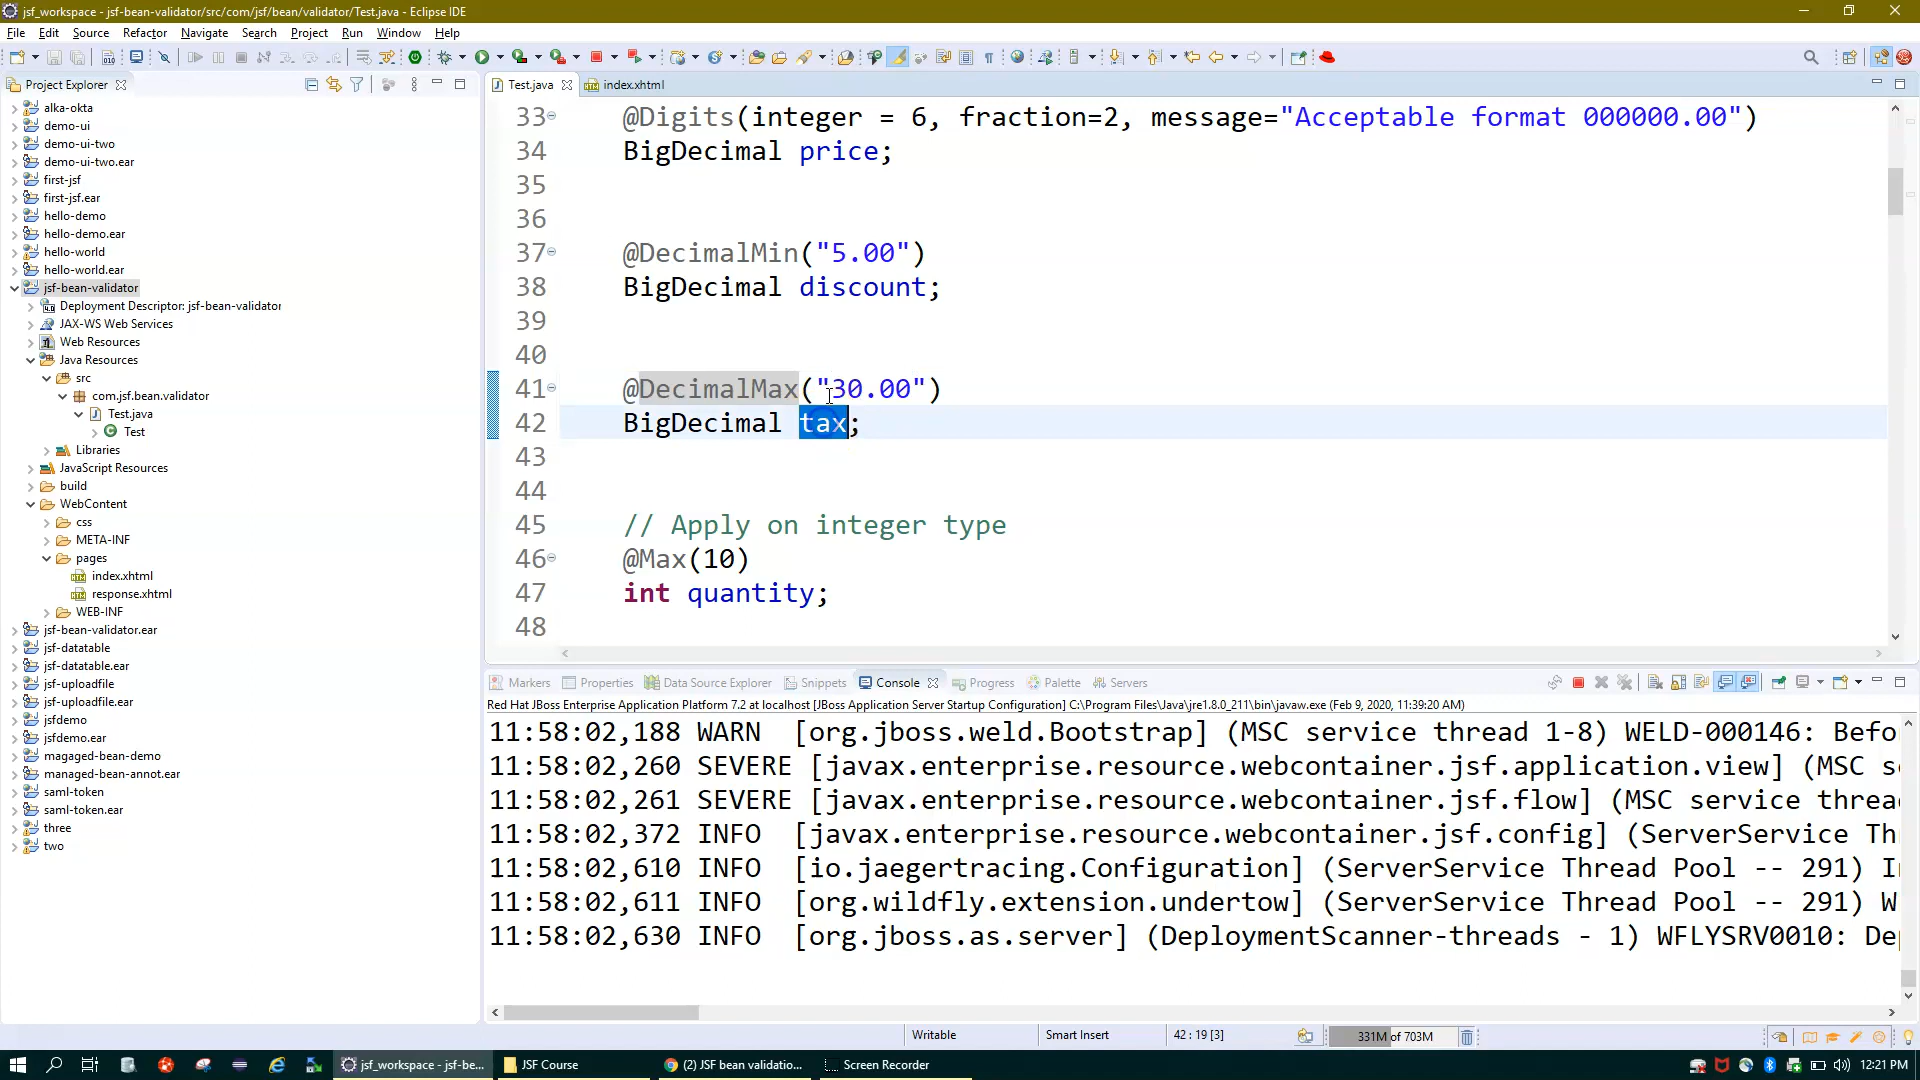 jsf_workspace - jsf-bean-validator/src/com/jsf/bean/validator/Test.java - Eclipse IDE
File Edit Source Refactor Navigate Search Project Run Window Help
Project Explorer
alka-okta
demo-ui
demo-ui-two
demo-ui-two.ear
first-jsf
first-jsf.ear
hello-demo
hello-demo.ear
hello-world
hello-world.ear
jsf-bean-validator
Deployment Descriptor: jsf-bean-validator
JAX-WS Web Services
Web Resources
Java Resources
src
com.jsf.bean.validator
Test.java
Test
Libraries
JavaScript Resources
build
WebContent
css
META-INF
pages
index.xhtml
response.xhtml
WEB-INF
jsf-bean-validator.ear
jsf-datatable
jsf-datatable.ear
jsf-uploadfile
jsf-uploadfile.ear
jsfdemo
jsfdemo.ear
magaged-bean-demo
managed-bean-annot.ear
saml-token
saml-token.ear
three
two
Test.java index.xhtml
33 @Digits(integer = 6, fraction=2, message="Acceptable format 000000.00")
34 BigDecimal price;
35
36
37 @DecimalMin("5.00")
38 BigDecimal discount;
39
40
41 @DecimalMax("30.00")
42 BigDecimal tax;
43
44
45 // Apply on integer type
46 @Max(10)
47 int quantity;
48
Markers Properties Data Source Explorer Snippets Console Progress Palette Servers
Red Hat JBoss Enterprise Application Platform 7.2 at localhost [JBoss Application Server Startup Configuration] C:\Program Files\Java\jre1.8.0_211\bin\javaw.exe (Feb 9, 2020, 11:39:20 AM)
11:58:02,188 WARN [org.jboss.weld.Bootstrap] (MSC service thread 1-8) WELD-000146: Befo
11:58:02,260 SEVERE [javax.enterprise.resource.webcontainer.jsf.application.view] (MSC s
11:58:02,261 SEVERE [javax.enterprise.resource.webcontainer.jsf.flow] (MSC service threa
11:58:02,372 INFO [javax.enterprise.resource.webcontainer.jsf.config] (ServerService Th
11:58:02,610 INFO [io.jaegertracing.Configuration] (ServerService Thread Pool -- 291) I
11:58:02,611 INFO [org.wildfly.extension.undertow] (ServerService Thread Pool -- 291) W
11:58:02,630 INFO [org.jboss.as.server] (DeploymentScanner-threads - 1) WFLYSRV0010: De
Writable Smart Insert 42 : 19 [3] 331M of 703M
jsf_workspace - jsf-be... JSF Course (2) JSF bean validatio... Screen Recorder 12:21 PM